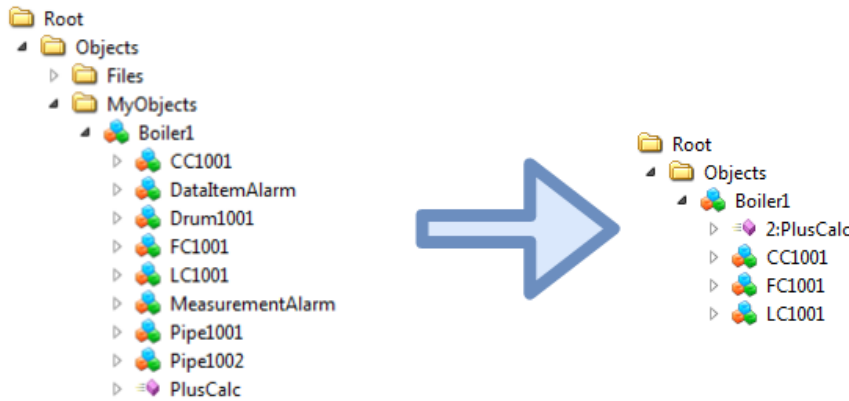 Root
Objects
Files
MyObjects
Boiler1
CC1001
DataItemAlarm
Drum1001
FC1001
LC1001
MeasurementAlarm
Pipe1001
Pipe1002
PlusCalc
Root
Objects
Boiler1
2:PlusCalc
CC1001
FC1001
LC1001